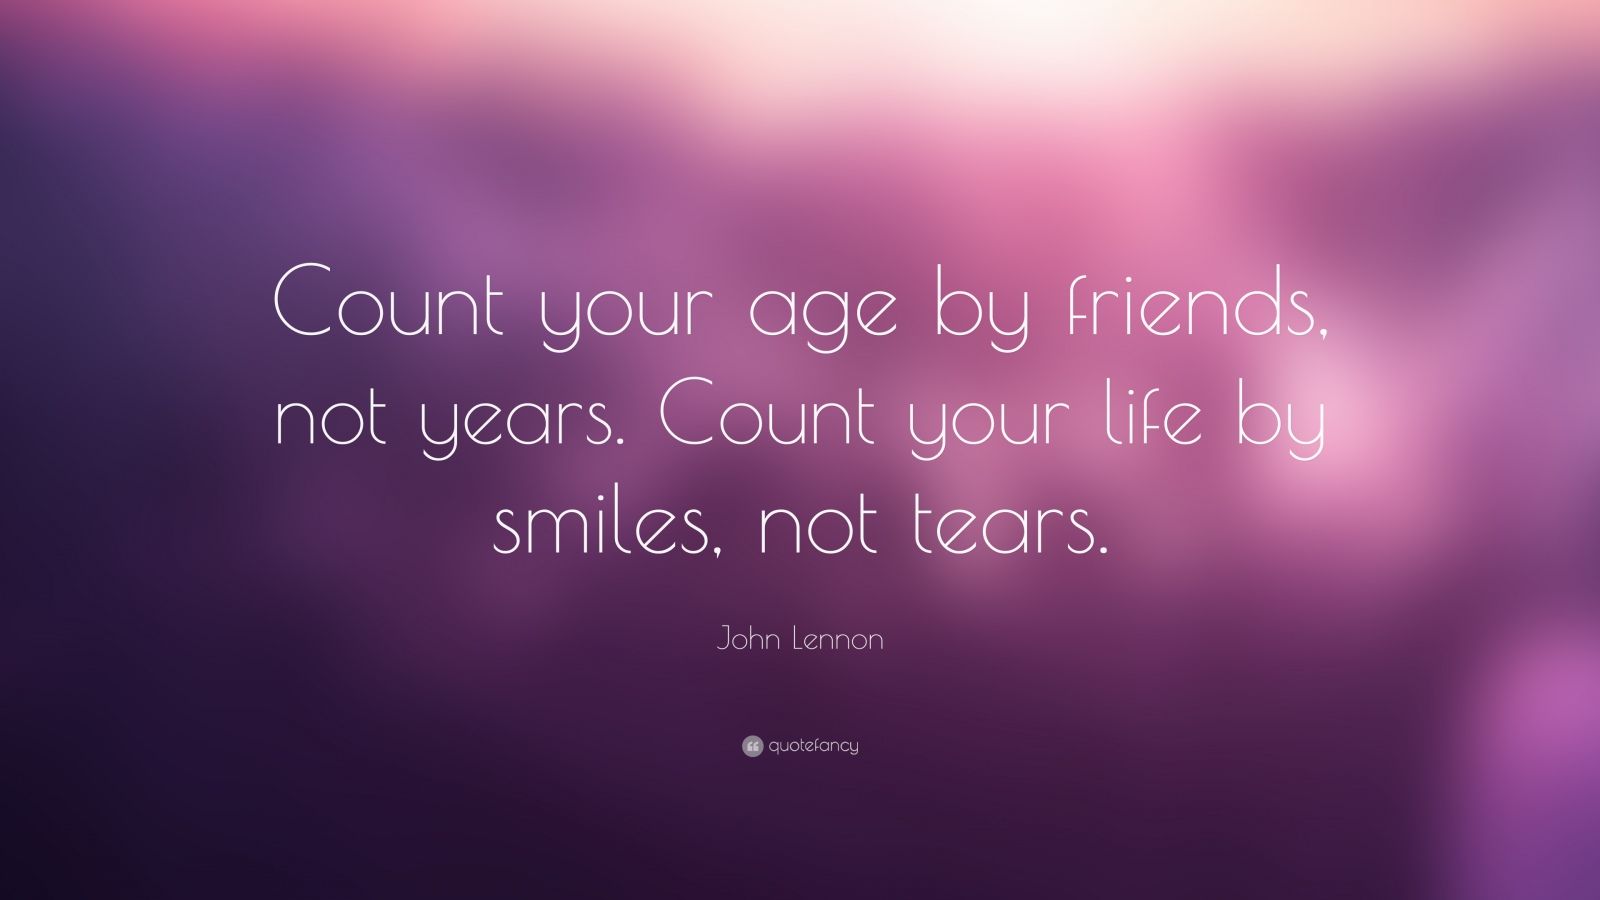 Count your age by friends,
not years. Count your life by
smiles, not tears.
John Lennon
quotefancy